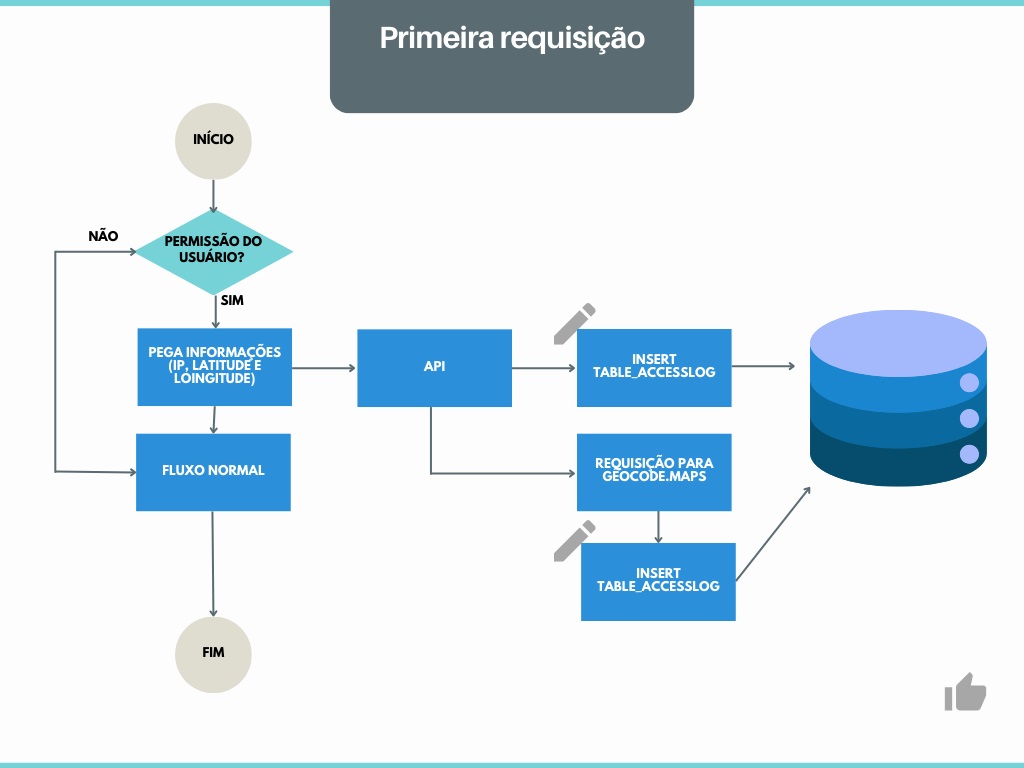 Primeira requisição
INÍCIO
PERMISSÃO DO
USUÁRIO?
NÃO
SIM
PEGA INFORMAÇÕES
(IP, LATITUDE E
LOINGITUDE)
API
INSERT
TABLE_ACCESSLOG
FLUXO NORMAL
REQUISIÇÃO PARA
GEOCODE.MAPS
INSERT
TABLE_ACCESSLOG
FIM